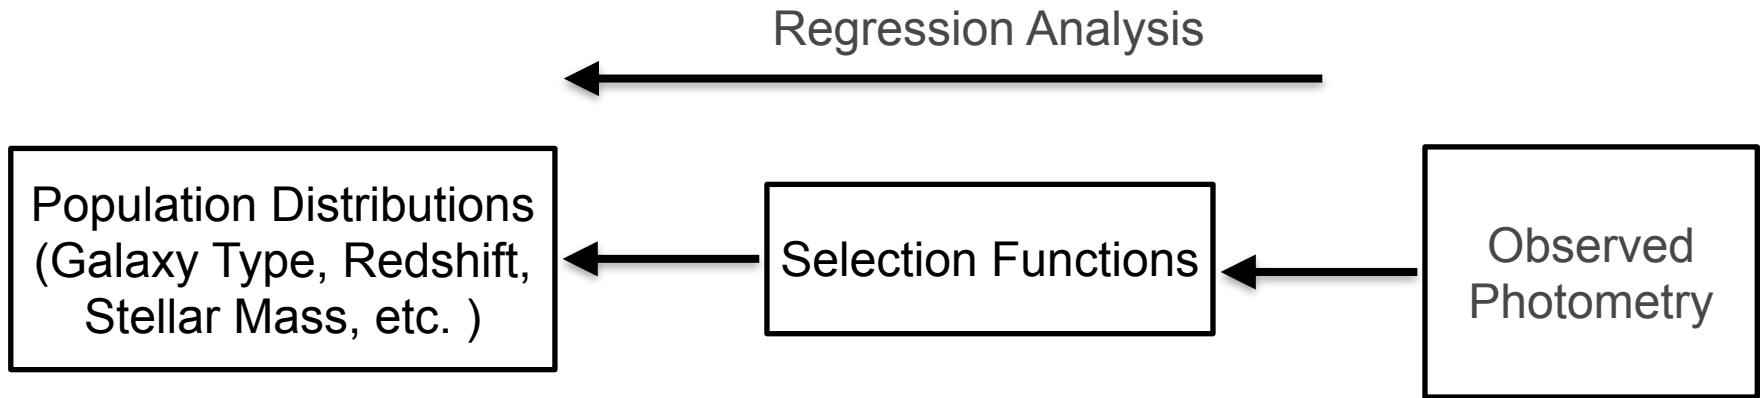 Regression Analysis
Population Distributions
(Galaxy Type, Redshift,
Stellar Mass, etc. )
Selection Functions
Observed
Photometry